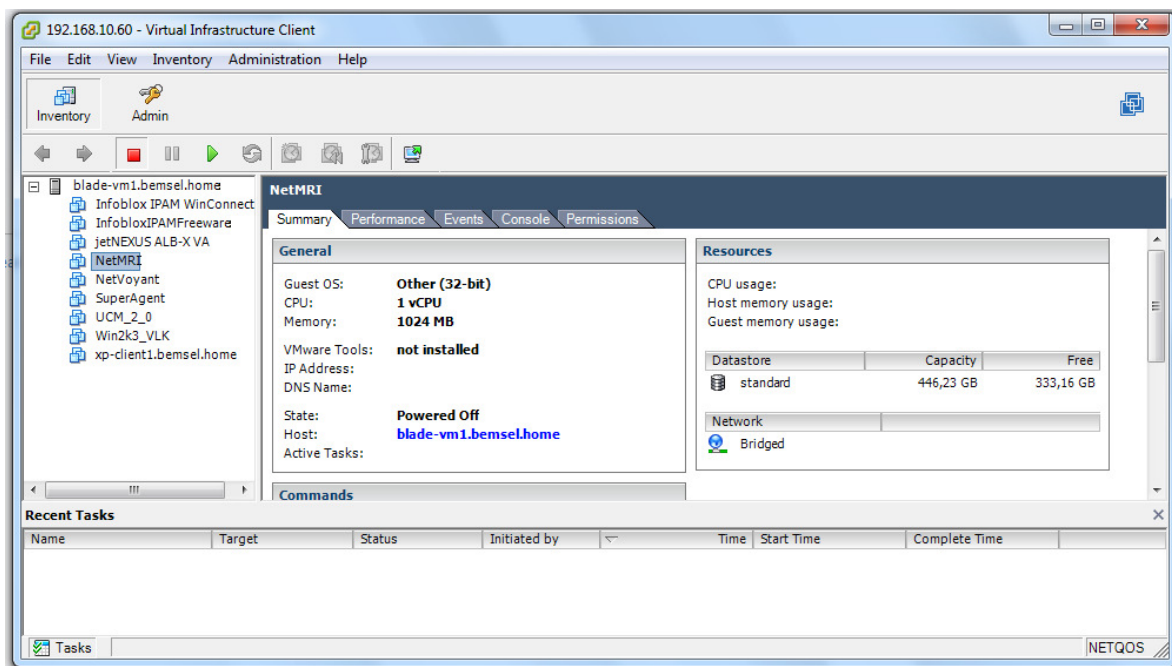 192.168.10.60 - Virtual Infrastructure Client
File Edit View Inventory Administration Help
Inventory Admin
blade-vm1.bemsel.home
Infoblox IPAM WinConnect
InfobloxIPAMFreeware
jetNEXUS ALB-X VA
NetMRI
NetVoyant
SuperAgent
UCM_2_0
Win2k3_VLK
xp-client1.bemsel.home
NetMRI
Summary Performance Events Console Permissions
General
Guest OS: Other (32-bit)
CPU: 1 vCPU
Memory: 1024 MB
VMware Tools: not installed
IP Address:
DNS Name:
State: Powered Off
Host: blade-vm1.bemsel.home
Active Tasks:
Commands
Resources
CPU usage:
Host memory usage:
Guest memory usage:
Datastore Capacity Free
standard 446,23 GB 333,16 GB
Network
Bridged
Recent Tasks
Name Target Status Initiated by Time Start Time Complete Time
Tasks NETQOS